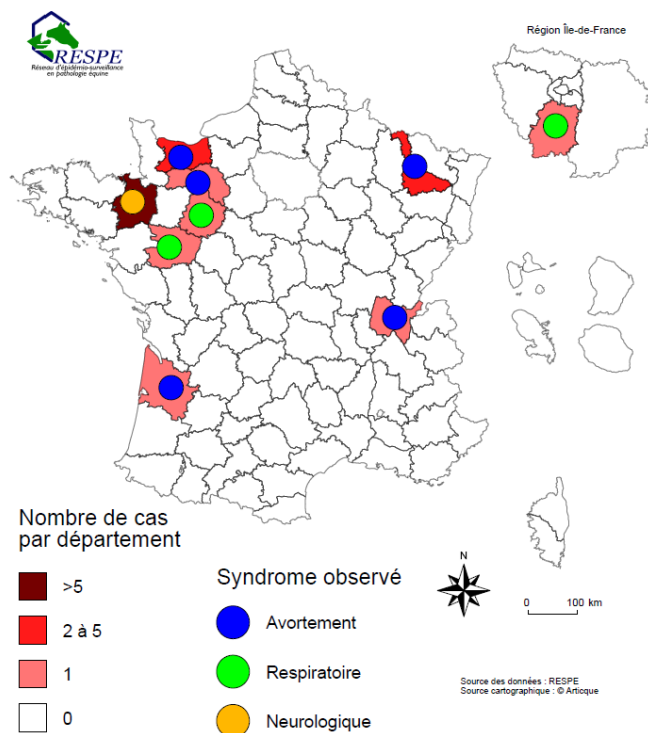 RESPE
Réseau d'épidémio-surveillance
en pathologie équine
Région Île-de-France
Nombre de cas
par département
>5
2 à 5
1
0
Syndrome observé
Avortement
Respiratoire
Neurologique
N
0 100 km
Source des données : RESPE
Source cartographique : © Articque